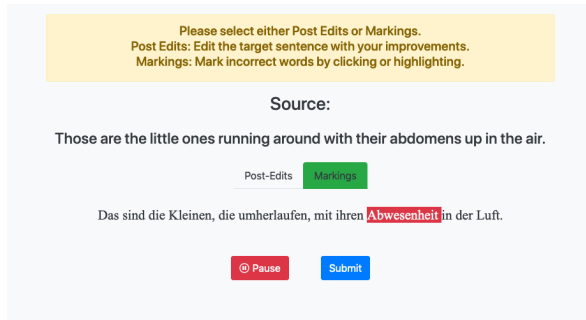 Please select either Post Edits or Markings.
Post Edits: Edit the target sentence with your improvements.
Markings: Mark incorrect words by clicking or highlighting.
Source:
Those are the little ones running around with their abdomens up in the air.
Post-Edits Markings
Das sind die Kleinen, die umherlaufen, mit ihren Abwesenheit in der Luft.
Pause Submit